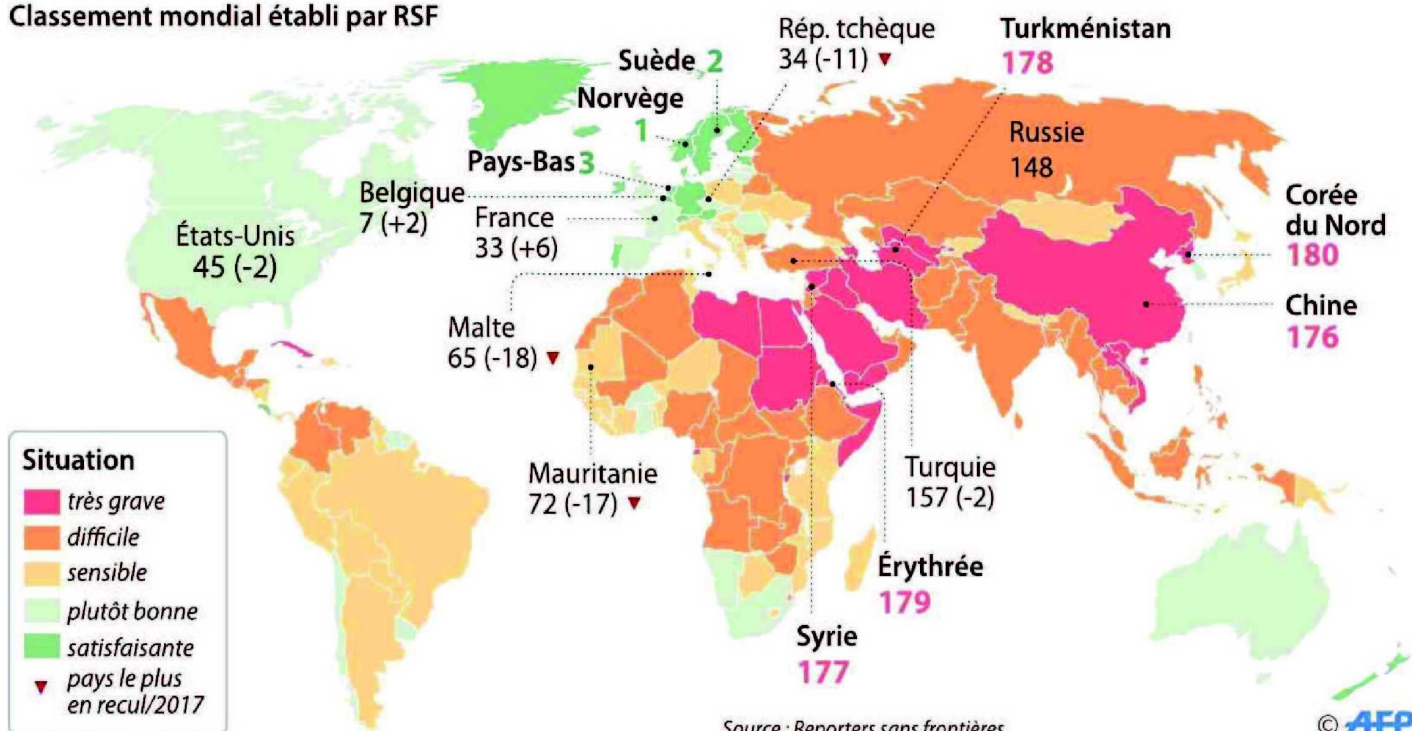 Classement mondial établi par RSF
Suède 2
Norvège
1
Pays-Bas 3
Belgique
7 (+2)
France
33 (+6)
États-Unis
45 (-2)
Rép. tchèque
34 (-11) ▼
Turkménistan
178
Russie
148
Corée
du Nord
180
Chine
176
Malte
65 (-18) ▼
Mauritanie
72 (-17) ▼
Turquie
157 (-2)
Érythrée
179
Syrie
177
Situation
très grave
difficile
sensible
plutôt bonne
satisfaisante
▼ pays le plus
en recul/2017
Source : Reporters sans frontières
© AFP